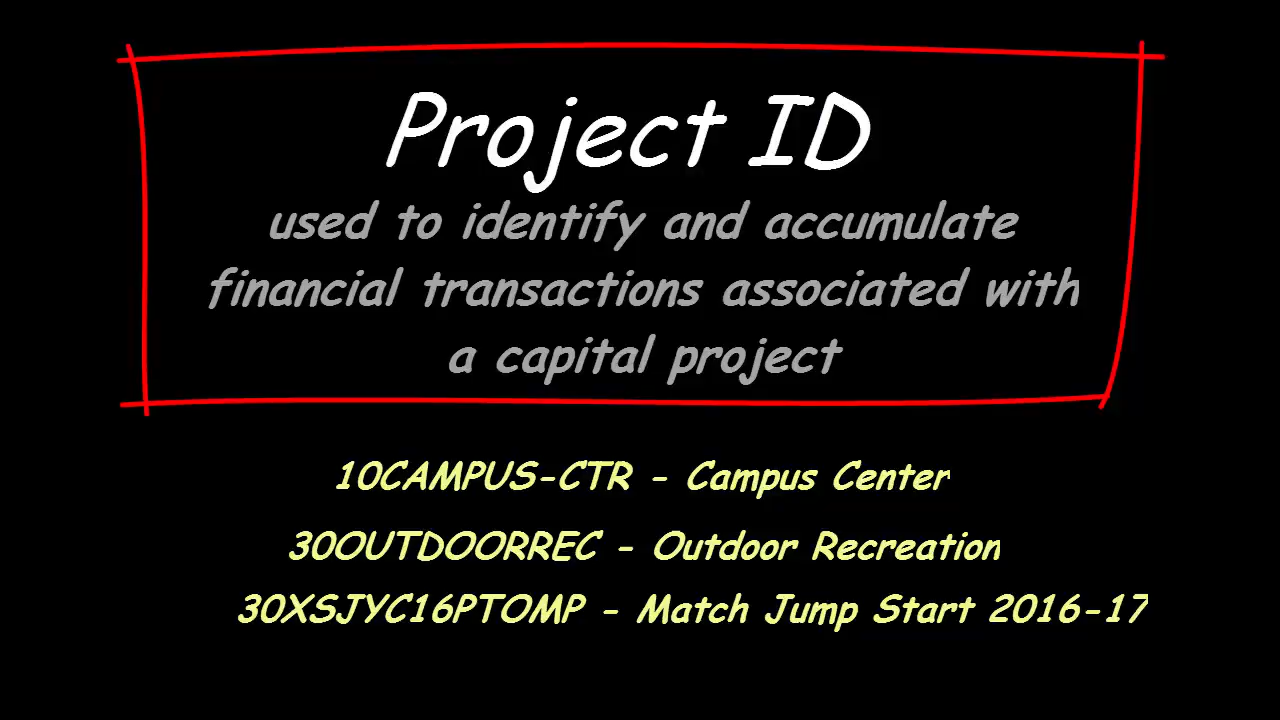 Project ID
used to identify and accumulate
financial transactions associated with
a capital project
10CAMPUS-CTR - Campus Center
30OUTDOORREC - Outdoor Recreation
30XSJYC16PTOMP - Match Jump Start 2016-17